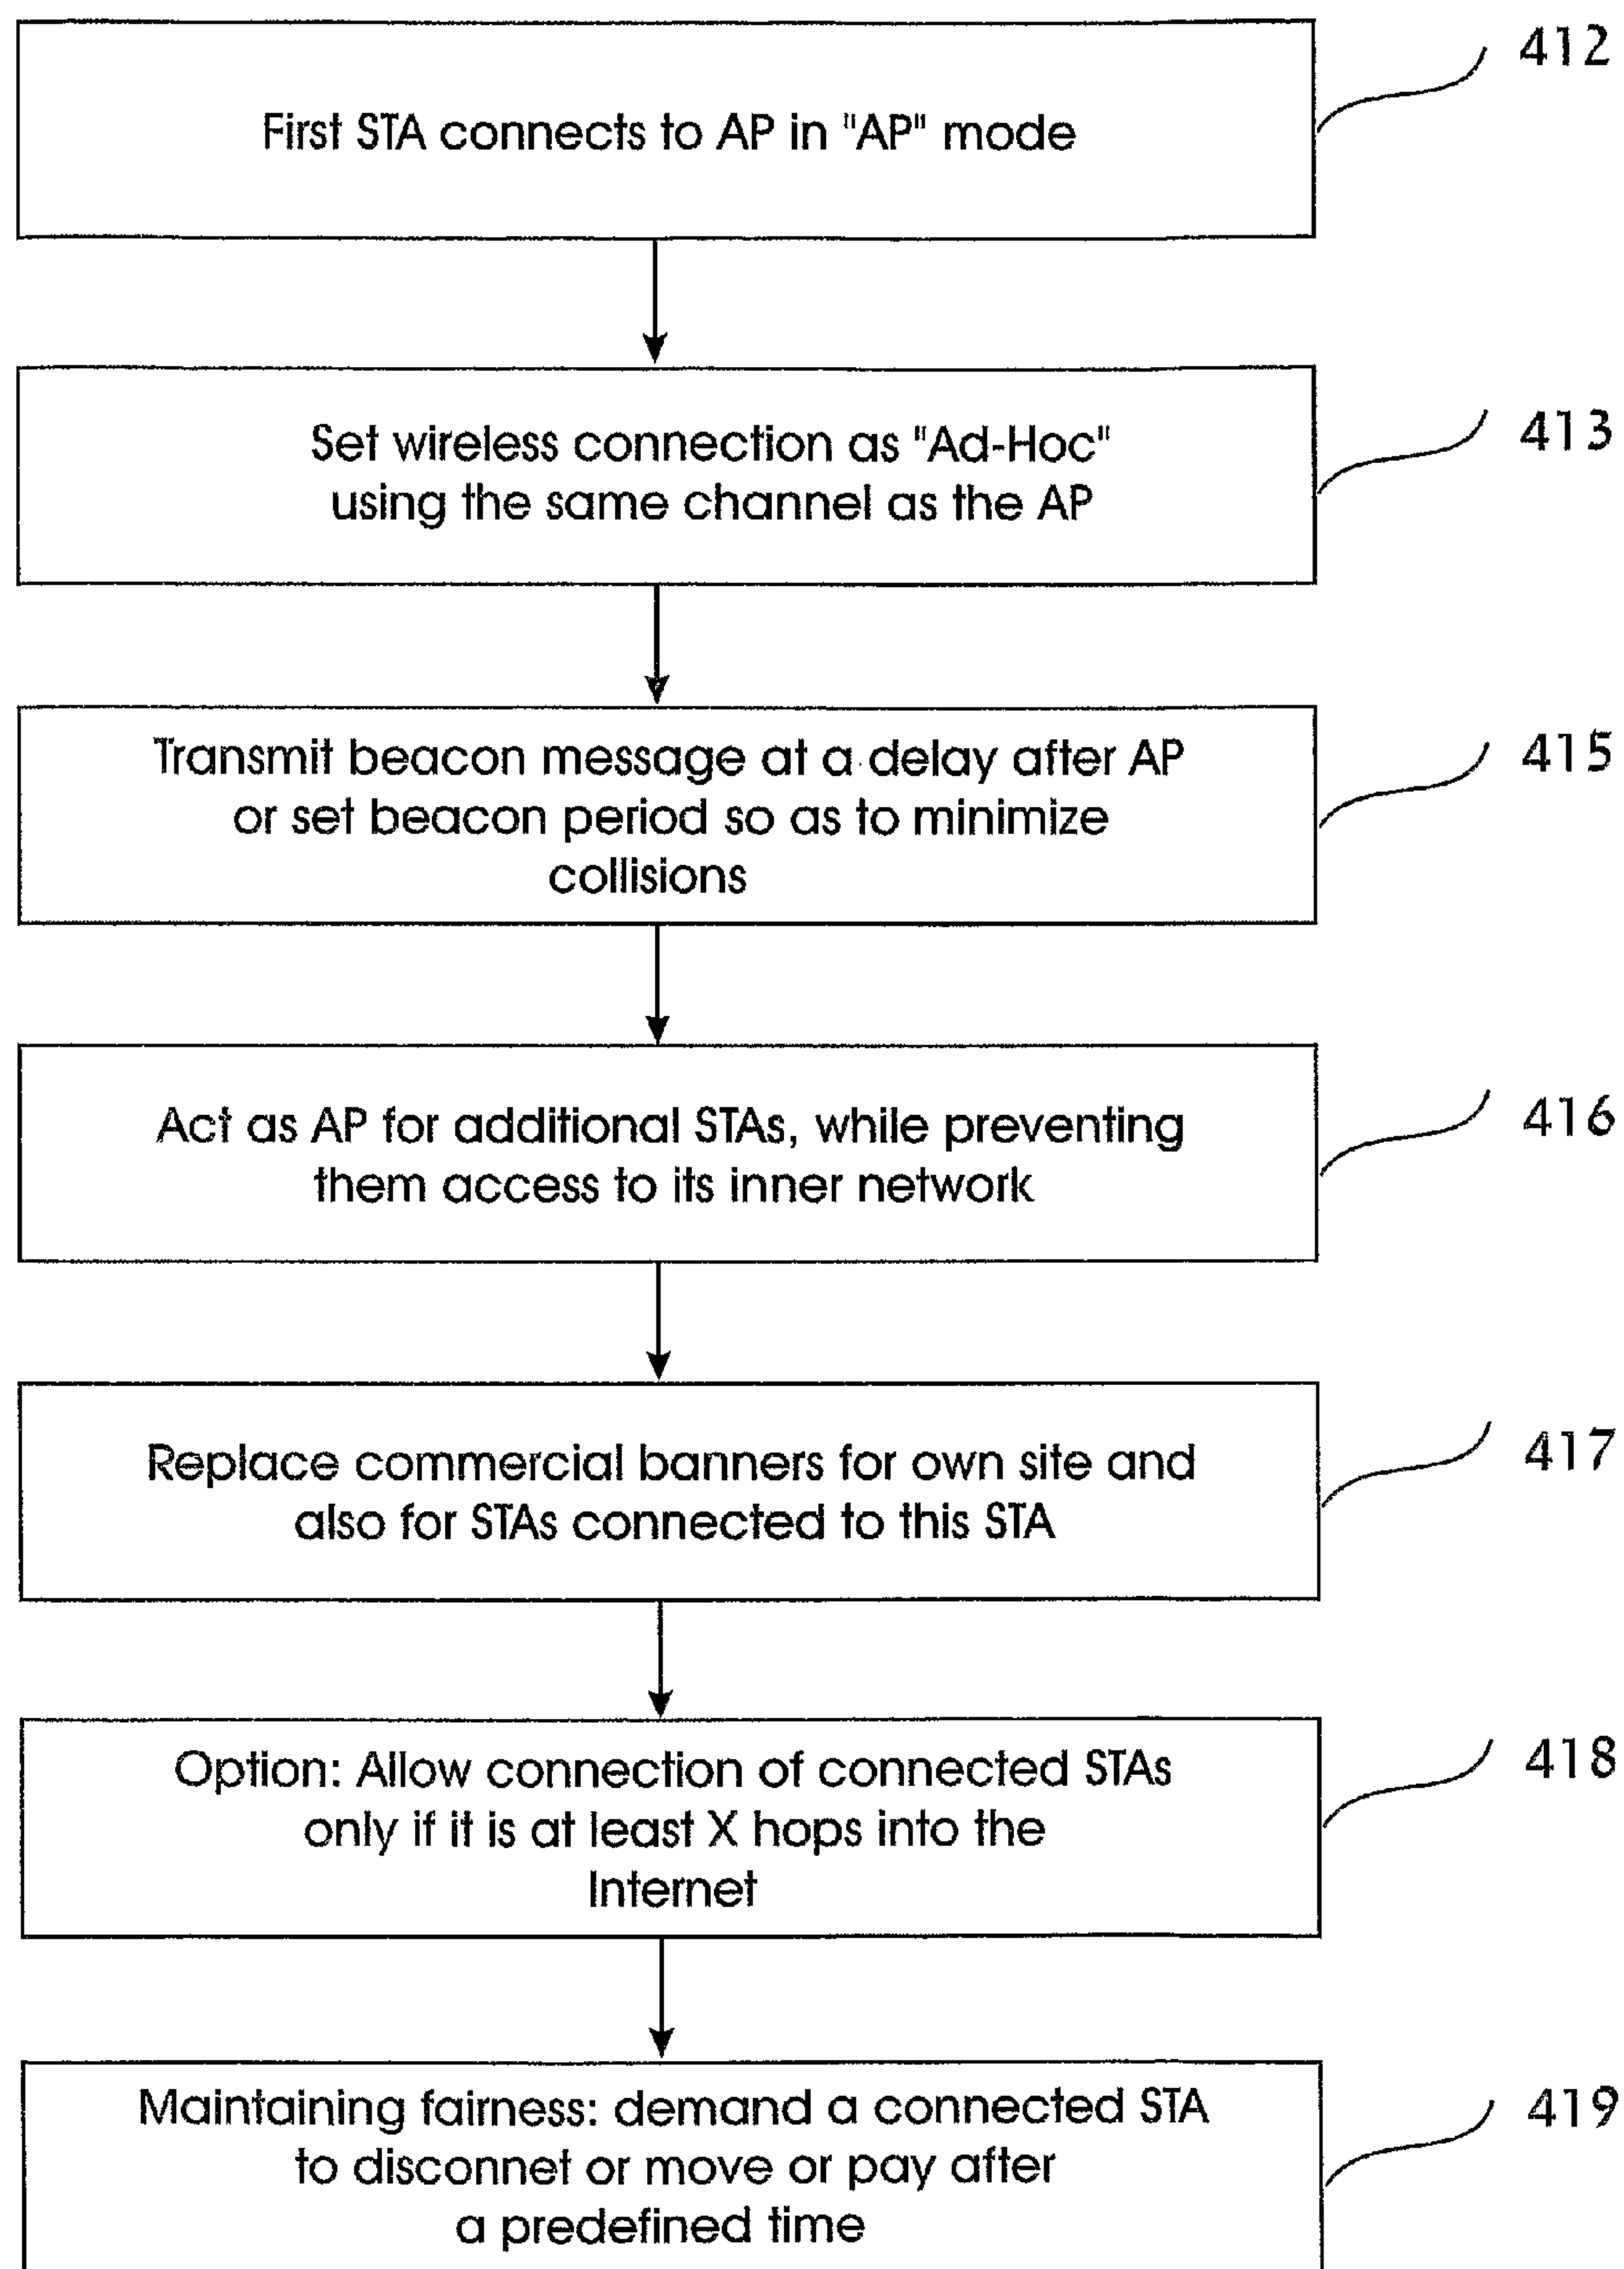 First STA connects to AP in "AP" mode
412
Set wireless connection as "Ad-Hoc"
using the same channel as the AP
413
Transmit beacon message at a delay after AP
or set beacon period so as to minimize
collisions
415
Act as AP for additional STAs, while preventing
them access to its inner network
416
Replace commercial banners for own site and
also for STAs connected to this STA
417
Option: Allow connection of connected STAs
only if it is at least X hops into the
Internet
418
Maintaining fairness: demand a connected STA
to disconnet or move or pay after
a predefined time
419